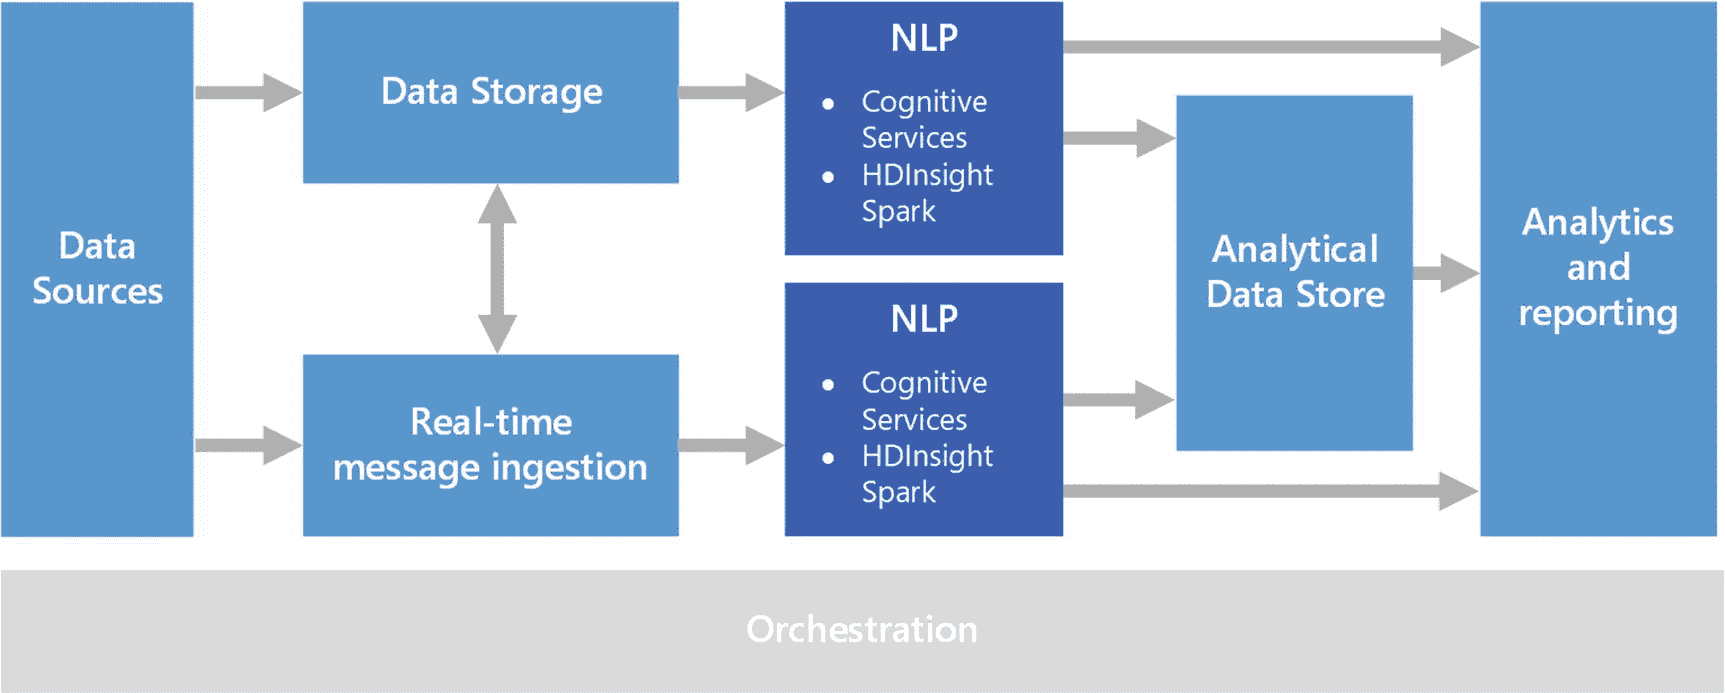 Data
Sources
Data Storage
Real-time
message ingestion
NLP
• Cognitive
Services
• HDInsight
Spark
NLP
• Cognitive
Services
• HDInsight
Spark
Analytical
Data Store
Analytics
and
reporting
Orchestration